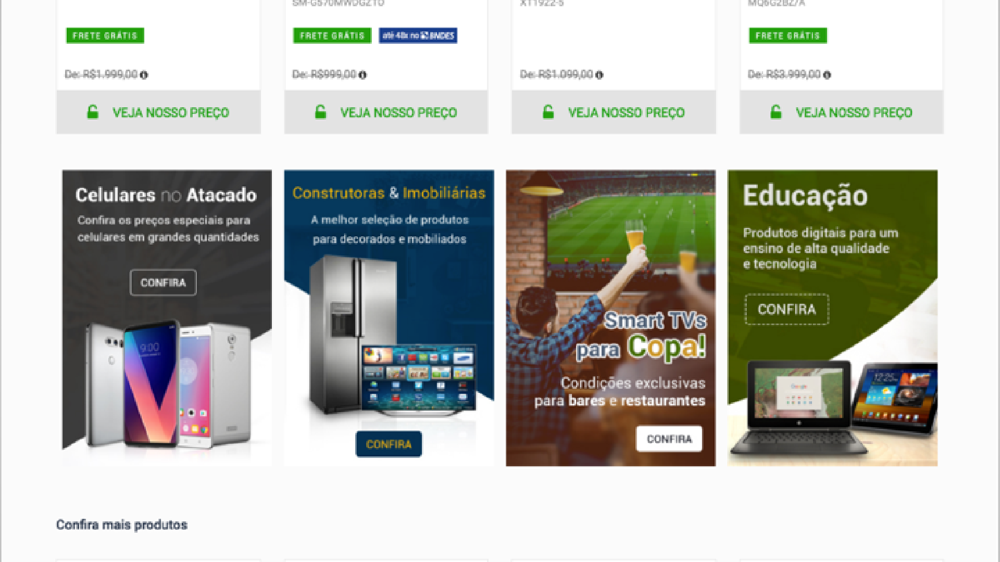 SM-G570MWDGZTO
XT1922-5
MQ6G2BZ/A
FRETE GRÁTIS
FRETE GRÁTIS
até 48x no BNDES
FRETE GRÁTIS
De: R$1.999,00
De: R$999,00
De: R$1.099,00
De: R$3.999,00
VEJA NOSSO PREÇO
VEJA NOSSO PREÇO
VEJA NOSSO PREÇO
VEJA NOSSO PREÇO
Celulares no Atacado
Confira os preços especiais para
celulares em grandes quantidades
CONFIRA
9:00
Construtoras & Imobiliárias
A melhor seleção de produtos
para decorados e mobiliados
CONFIRA
Smart TVs
para Copa!
Condições exclusivas
para bares e restaurantes
CONFIRA
Educação
Produtos digitais para um
ensino de alta qualidade
e tecnologia
CONFIRA
Google
Confira mais produtos